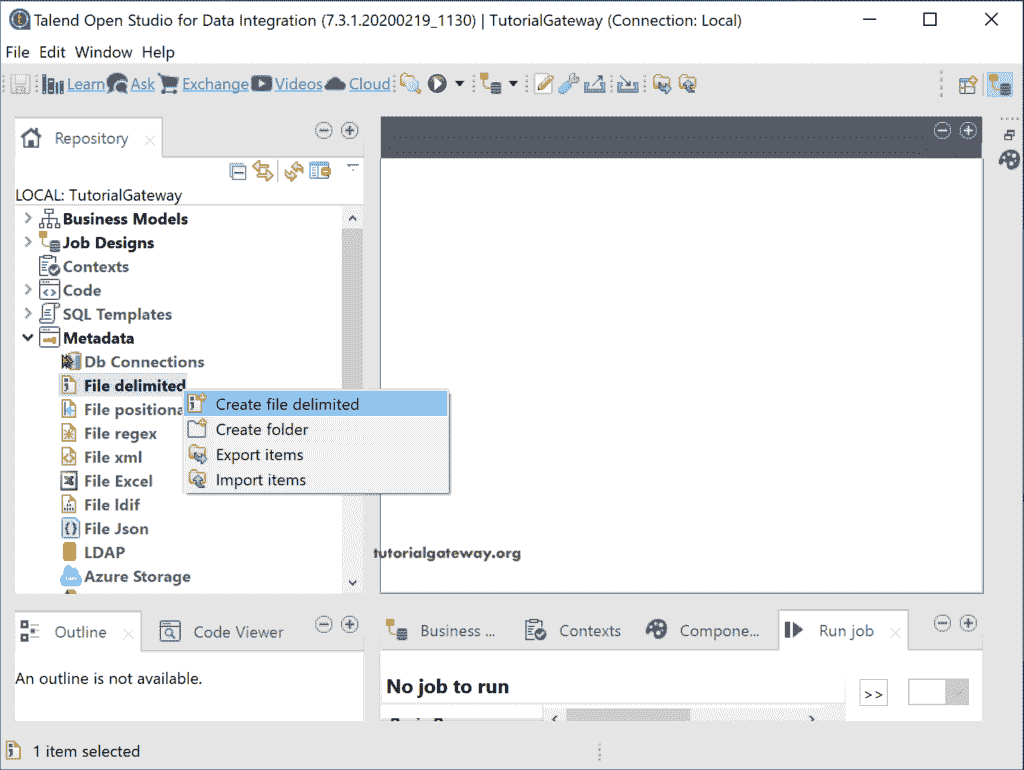 Talend Open Studio for Data Integration (7.3.1.20200219_1130) | TutorialGateway (Connection: Local)
File Edit Window Help
Learn Ask Exchange Videos Cloud
Repository
LOCAL: TutorialGateway
Business Models
Job Designs
Contexts
Code
SQL Templates
Metadata
Db Connections
File delimited
Create file delimited
File positiona
Create folder
File regex
Export items
File xml
Import items
File Excel
File ldif
File Json
LDAP
tutorialgateway.org
Azure Storage
Outline Code Viewer
Business ... Contexts Compone... Run job
An outline is not available.
No job to run
>>
1 item selected